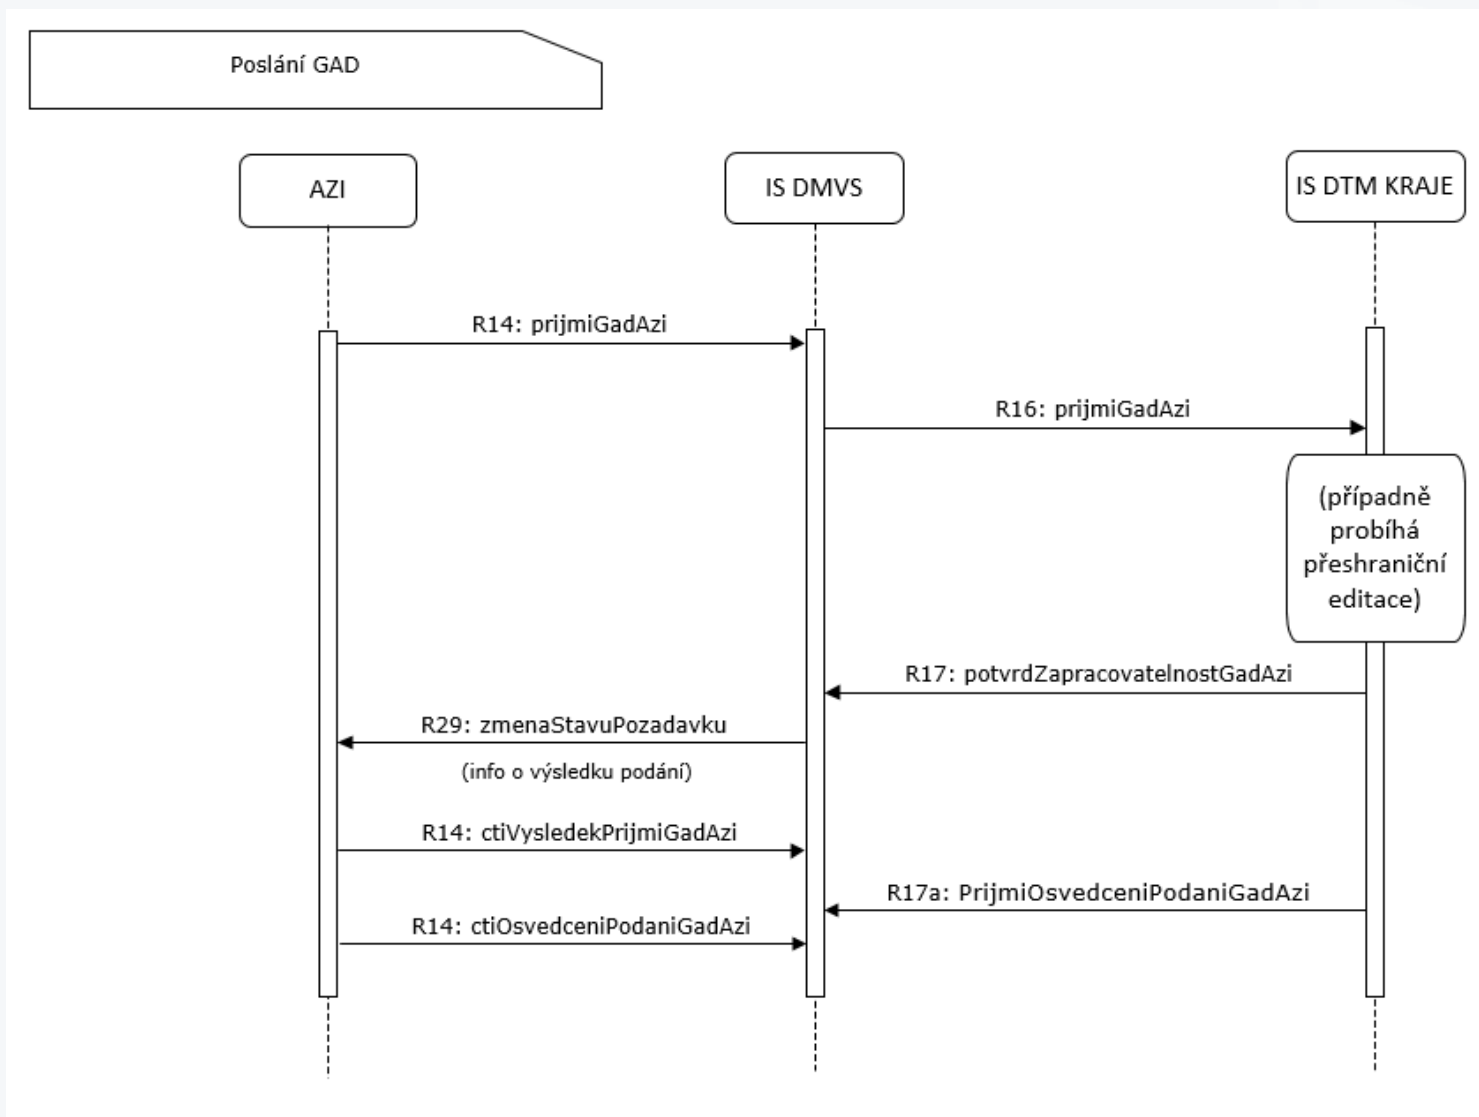 Poslání GAD
AZI
IS DMVS
IS DTM KRAJE
R14: prijmiGadAzi
R16: prijmiGadAzi
(případně
probíhá
přeshraniční
editace)
R17: potvrdZapracovatelnostGadAzi
R29: zmenaStavuPozadavku
(info o výsledku podání)
R14: ctiVysledekPrijmiGadAzi
R17a: PrijmiOsvedceniPodaniGadAzi
R14: ctiOsvedceniPodaniGadAzi